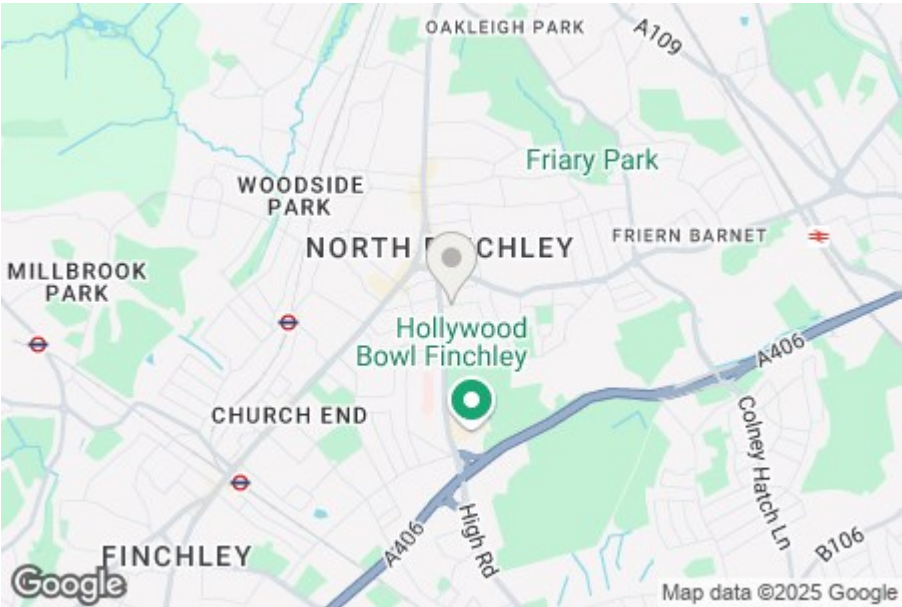 OAKLEIGH PARK
A109
Friary Park
WOODSIDE
PARK
NORTH FINCHLEY
FRIERN BARNET
MILLBROOK
PARK
Hollywood
Bowl Finchley
A406
CHURCH END
Colney Hatch Ln
High Rd
A406
B106
FINCHLEY
Google
Map data ©2025 Google